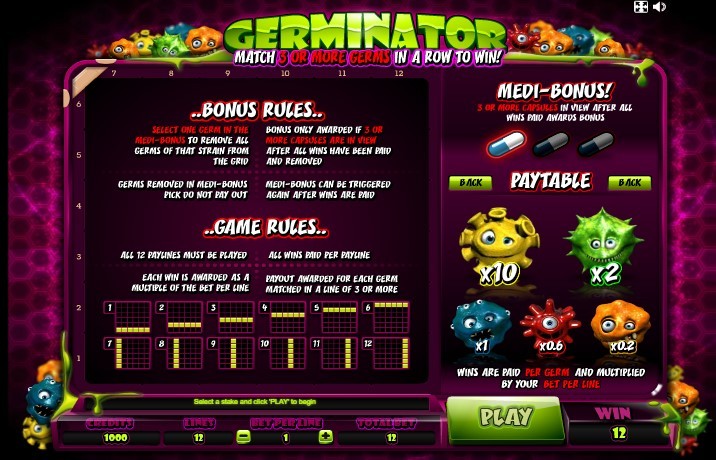 GERMINATOR
MATCH 3 OR MORE GERMS IN A ROW TO WIN!
7 8 9 10 11 12
6
5
4
3
2
1
..BONUS RULES..
SELECT ONE GERM IN THE
MEDI-BONUS TO REMOVE ALL
GERMS OF THAT STRAIN FROM
THE GRID
BONUS ONLY AWARDED IF 3 OR
MORE CAPSULES ARE IN VIEW
AFTER ALL WINS HAVE BEEN PAID
AND REMOVED
GERMS REMOVED IN MEDI-BONUS
PICK DO NOT PAY OUT
MEDI-BONUS CAN BE TRIGGERED
AGAIN AFTER WINS ARE PAID
..GAME RULES..
ALL 12 PAYLINES MUST BE PLAYED
ALL WINS PAID PER PAYLINE
EACH WIN IS AWARDED AS A
MULTIPLE OF THE BET PER LINE
PAYOUT AWARDED FOR EACH GERM
MATCHED IN A LINE OF 3 OR MORE
1 2 3 4 5 6
7 8 9 10 11 12
MEDI-BONUS!
3 OR MORE CAPSULES IN VIEW AFTER ALL
WINS PAID AWARDS BONUS
BACK PAYTABLE BACK
x10 x2
x1 x0.6 x0.2
WINS ARE PAID PER GERM AND MULTIPLIED
BY YOUR BET PER LINE
Select a stake and click 'PLAY' to begin
CREDITS LINES BET PER LINE TOTAL BET
1000 12 - 1 + 12
PLAY
WIN
12